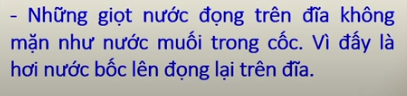 - Những giọt nước đọng trên đĩa không
mặn như nước muối trong cốc. Vì đấy là
hơi nước bốc lên đọng lại trên đĩa.